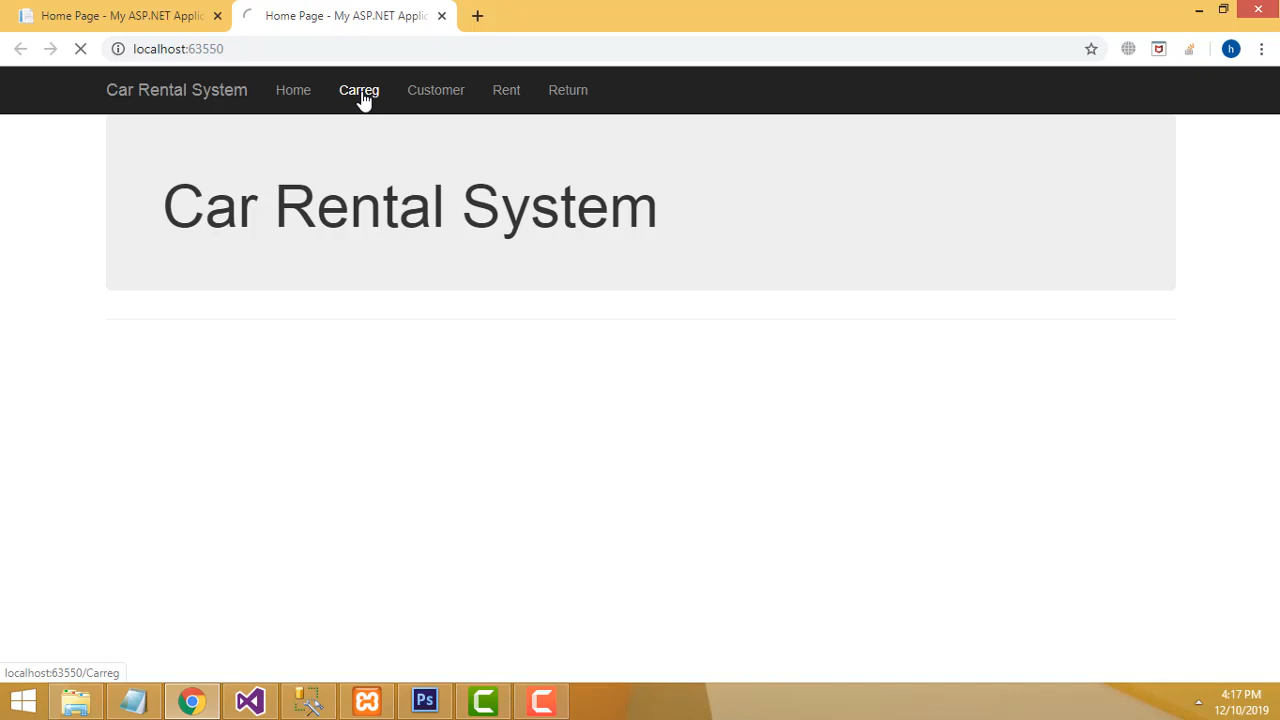 Home Page - My ASP.NET Applic
Home Page - My ASP.NET Applic
localhost:63550
h
Car Rental System
Home
Carreg
Customer
Rent
Return
Car Rental System
localhost:63550/Carreg
Ps
4:17 PM
12/10/2019